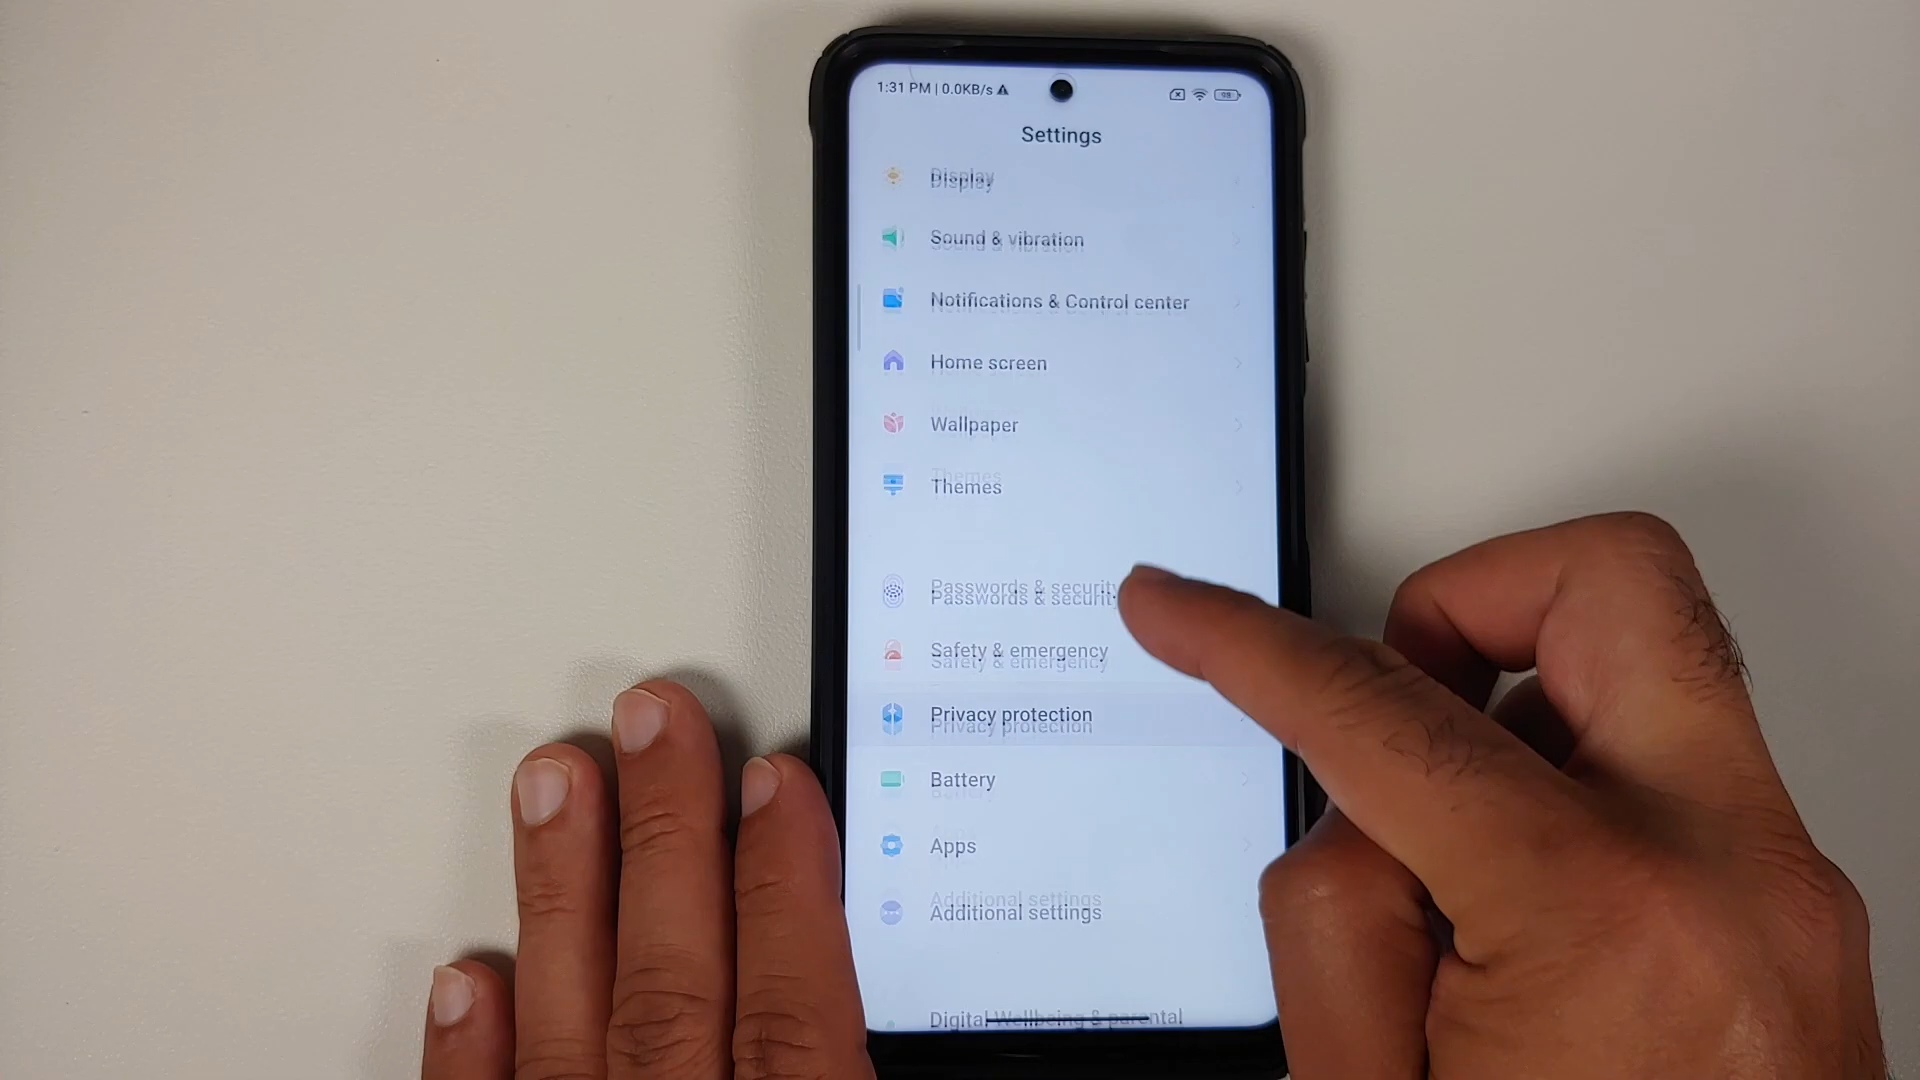 1:31 PM | 0.0KB/s
98
Settings
Display
Sound & vibration
Notifications & Control center
Home screen
Wallpaper
Themes
Passwords & security
Safety & emergency
Privacy protection
Battery
Apps
Additional settings
Digital Wellbeing & parental